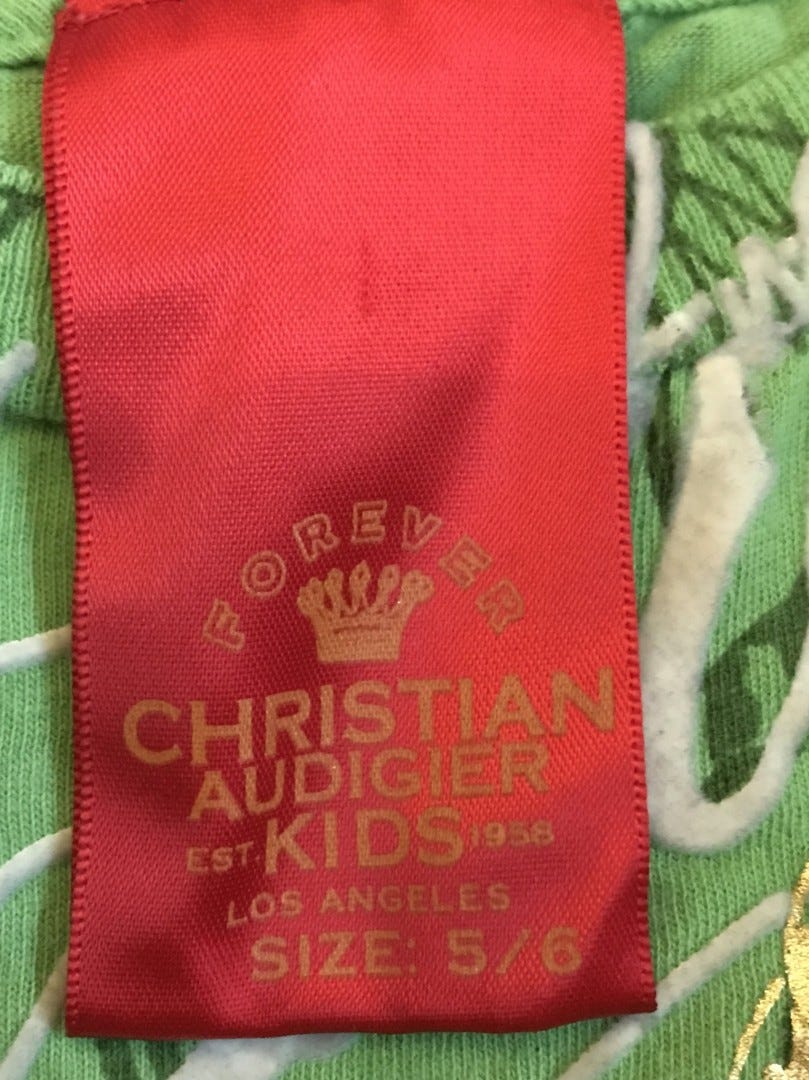 FOREVER
CHRISTIAN
AUDIGIER
EST. KIDS 1958
LOS ANGELES
SIZE: 5/6